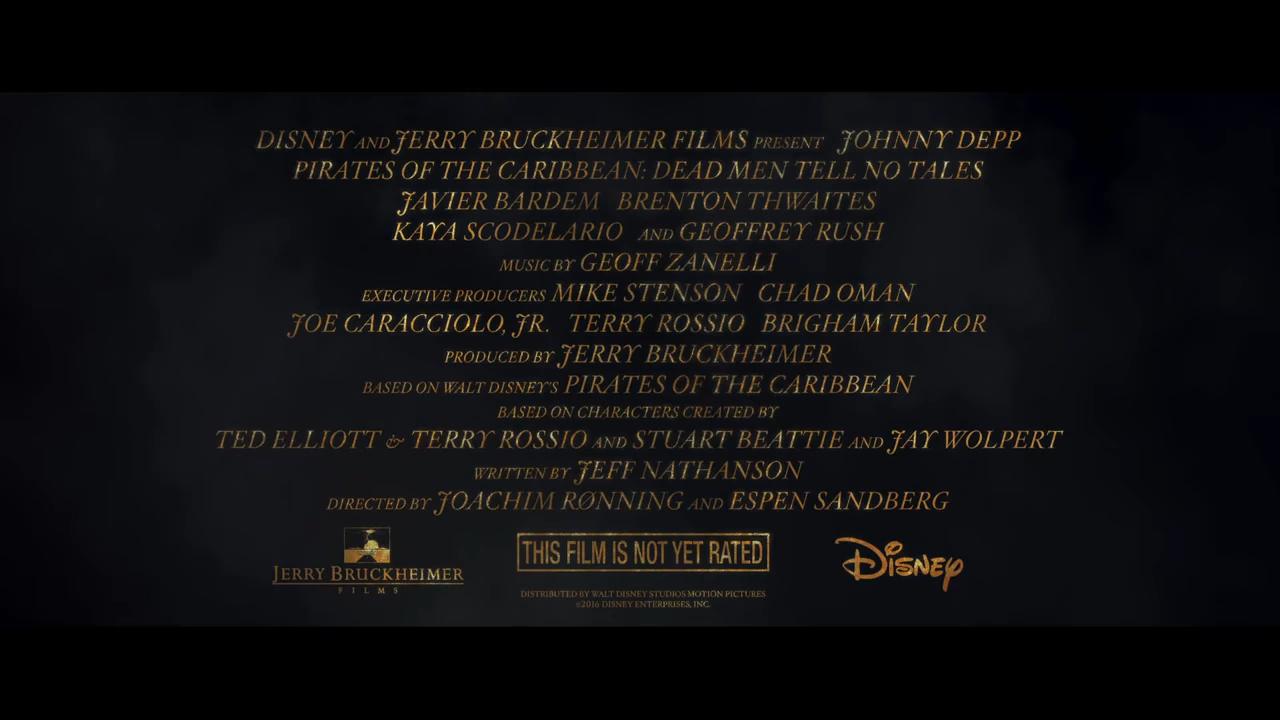 DISNEY AND JERRY BRUCKHEIMER FILMS PRESENT JOHNNY DEPP
PIRATES OF THE CARIBBEAN: DEAD MEN TELL NO TALES
JAVIER BARDEM BRENTON THWAITES
KAYA SCODELARIO AND GEOFFREY RUSH
MUSIC BY GEOFF ZANELLI
EXECUTIVE PRODUCERS MIKE STENSON CHAD OMAN
JOE CARACCIOLO, JR. TERRY ROSSIO BRIGHAM TAYLOR
PRODUCED BY JERRY BRUCKHEIMER
BASED ON WALT DISNEY'S PIRATES OF THE CARIBBEAN
BASED ON CHARACTERS CREATED BY
TED ELLIOTT & TERRY ROSSIO AND STUART BEATTIE AND JAY WOLPERT
WRITTEN BY JEFF NATHANSON
DIRECTED BY JOACHIM RØNNING AND ESPEN SANDBERG
JERRY BRUCKHEIMER
FILMS
THIS FILM IS NOT YET RATED
DISTRIBUTED BY WALT DISNEY STUDIOS MOTION PICTURES
©2016 DISNEY ENTERPRISES, INC.
DISNEY